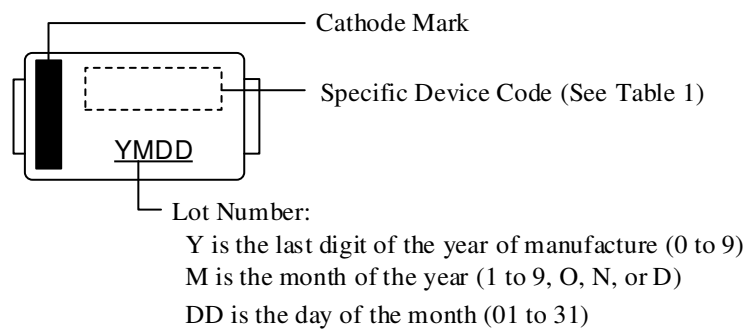 Cathode Mark
Specific Device Code (See Table 1)
YMDD
Lot Number:
Y is the last digit of the year of manufacture (0 to 9)
M is the month of the year (1 to 9, O, N, or D)
DD is the day of the month (01 to 31)